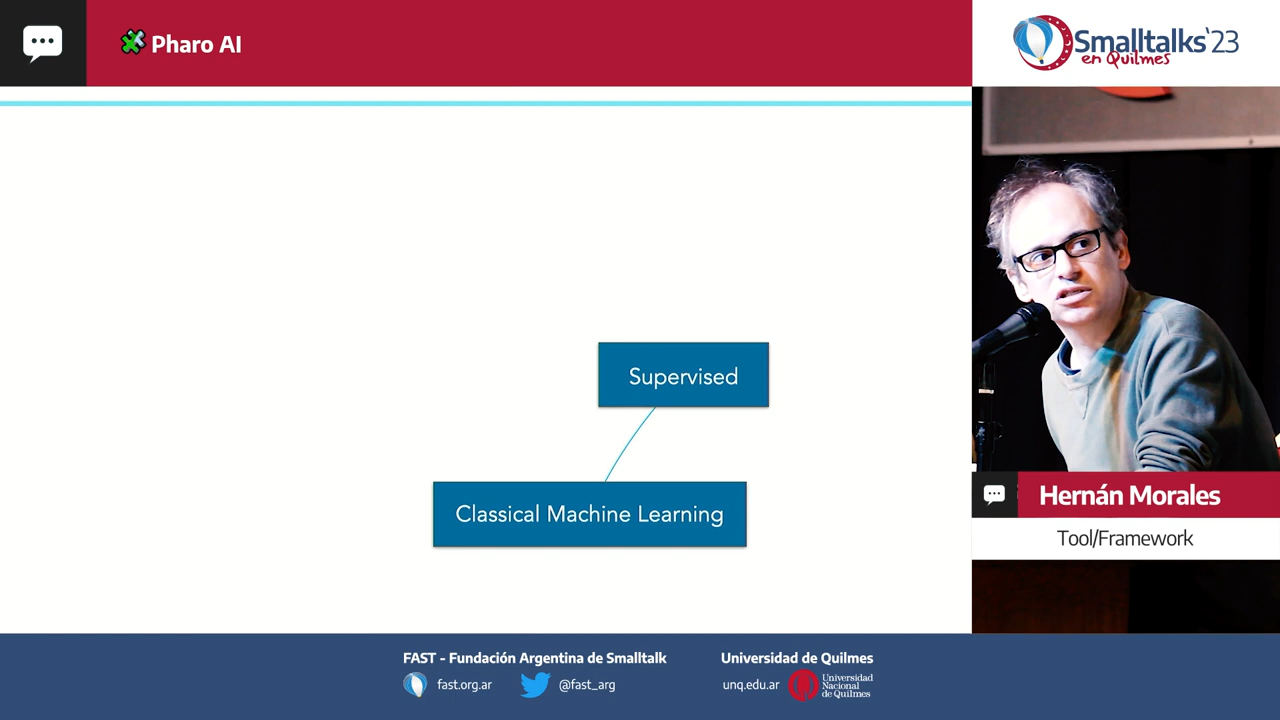 Pharo AI
Smalltalks'23
en Quilmes
Supervised
Classical Machine Learning
Hernán Morales
Tool/Framework
FAST - Fundación Argentina de Smalltalk
fast.org.ar
@fast_arg
Universidad de Quilmes
unq.edu.ar
Universidad
Nacional
de Quilmes